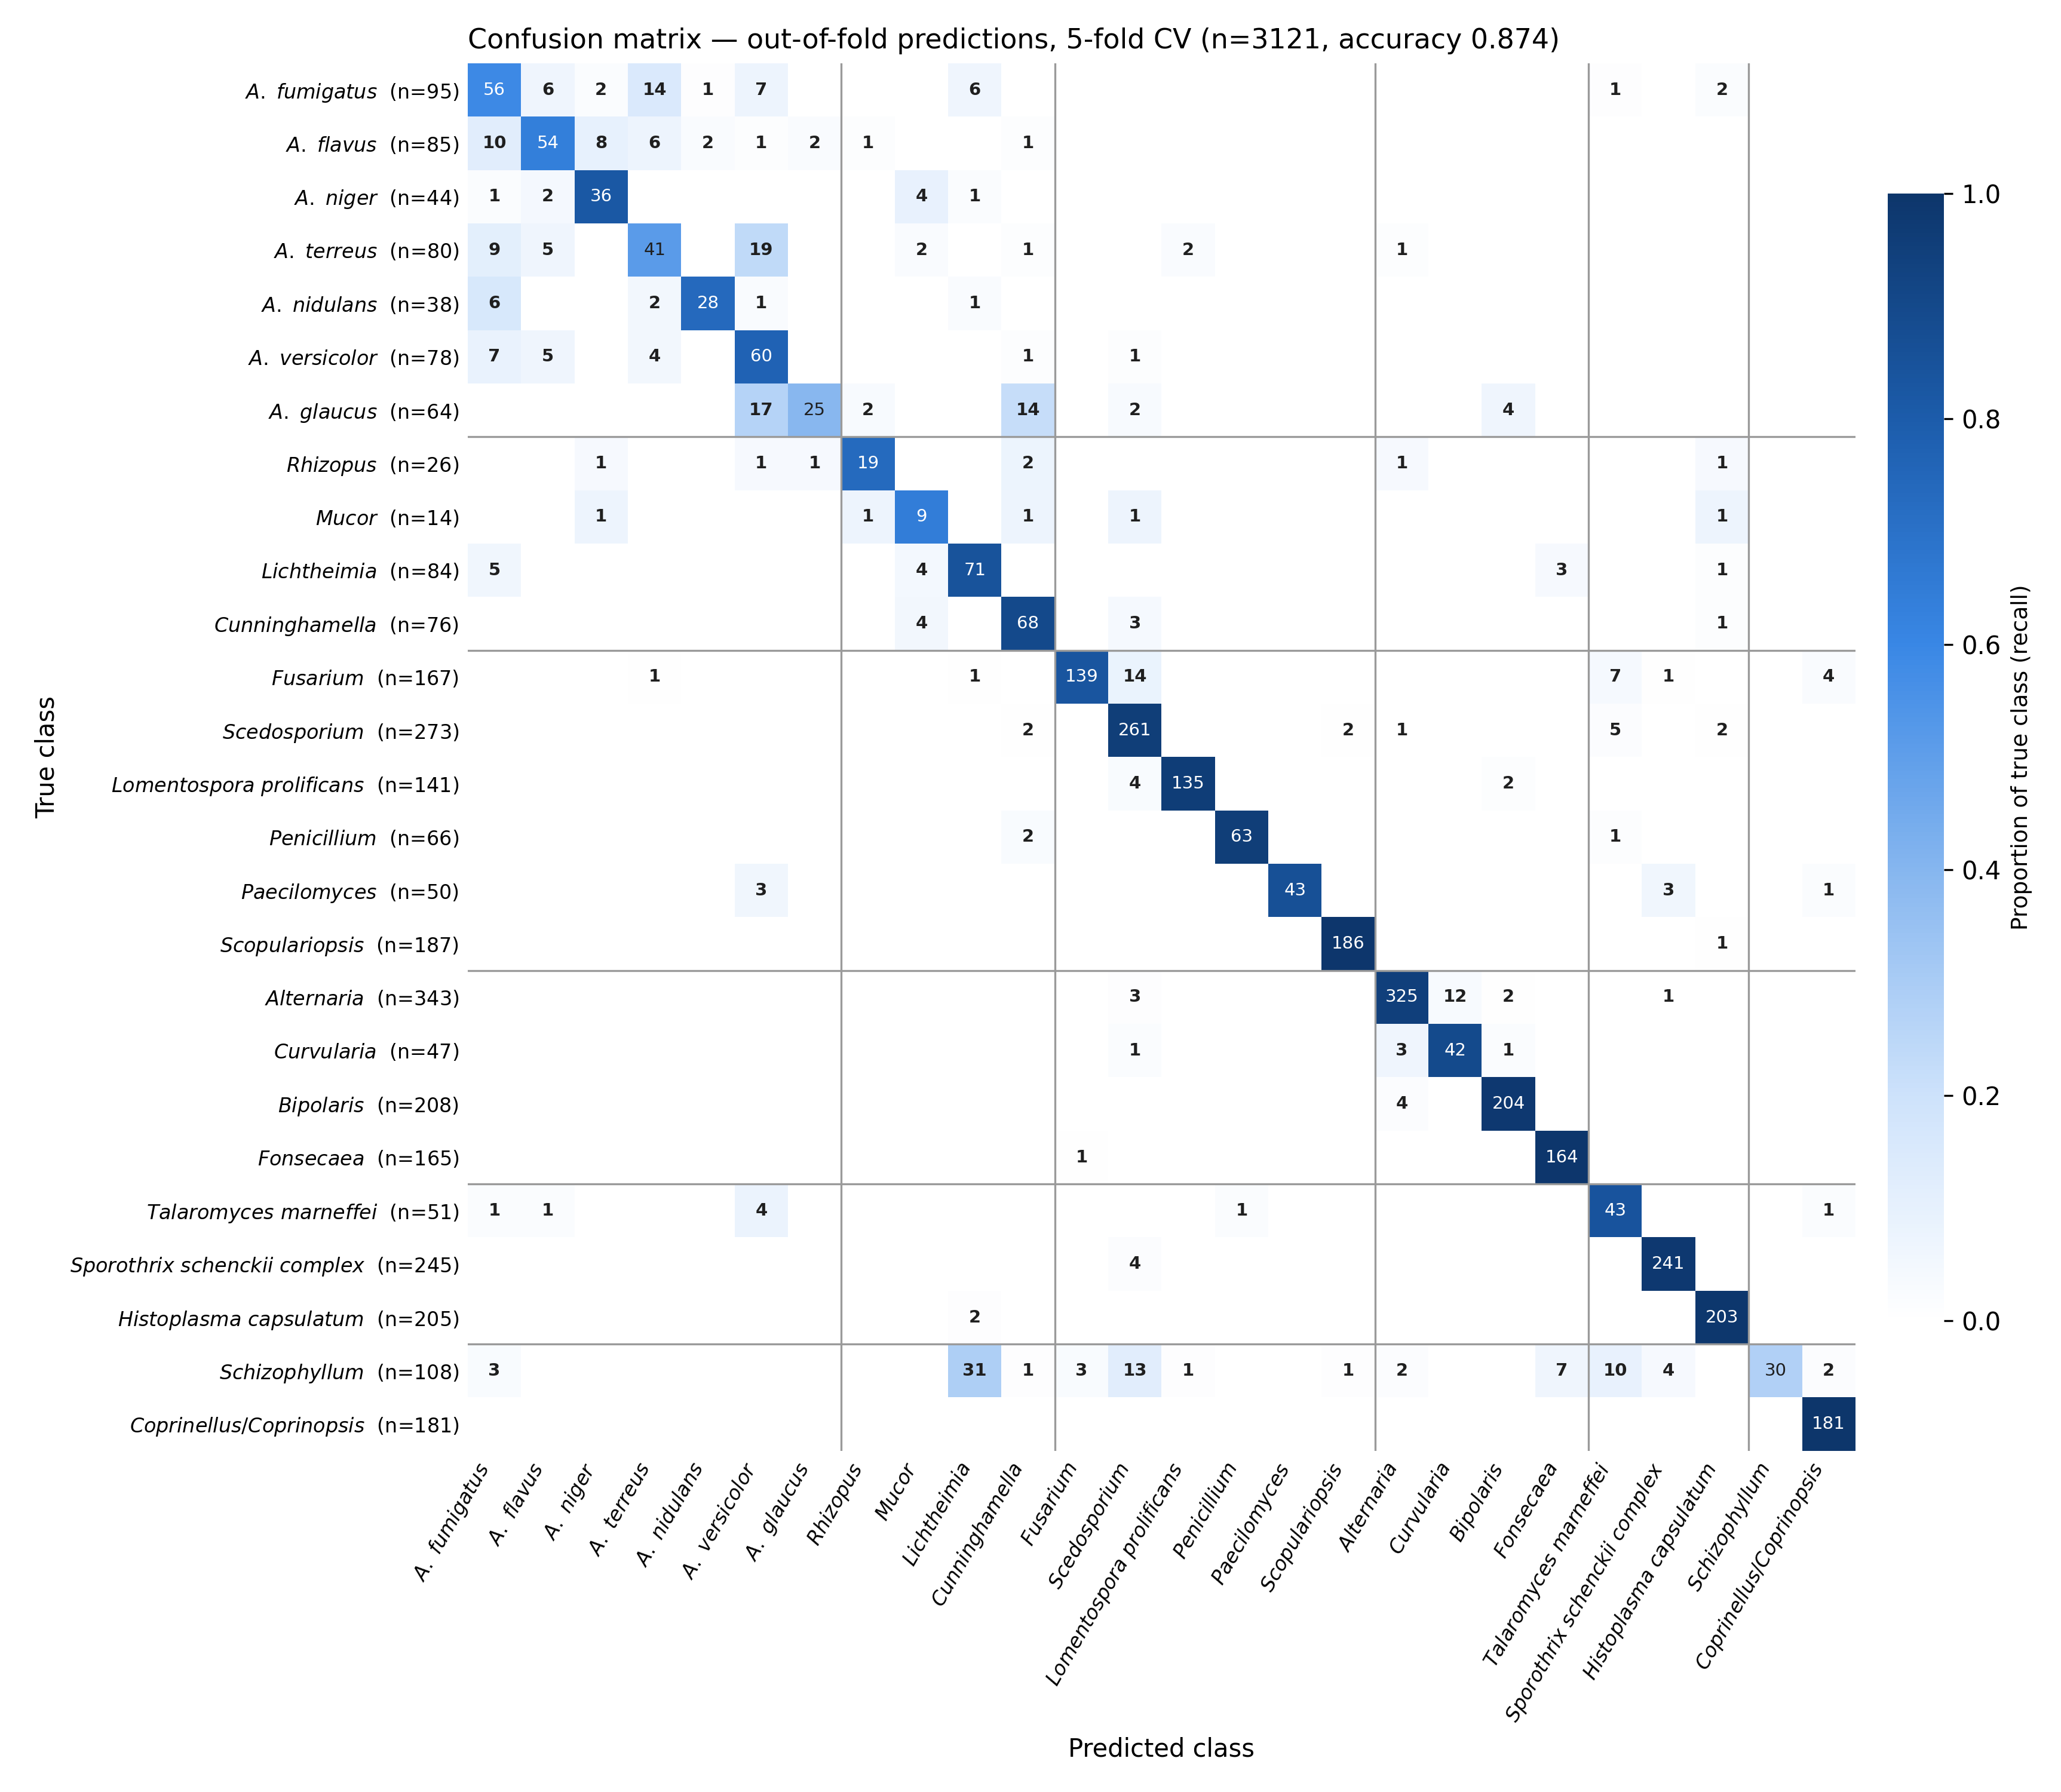 Confusion matrix — out-of-fold predictions, 5-fold CV (n=3121, accuracy 0.874)
A. fumigatus (n=95) 56 6 2 14 1 7 6 1 2
A. flavus (n=85) 10 54 8 6 2 1 2 1 1
A. niger (n=44) 1 2 36 4 1
A. terreus (n=80) 9 5 41 19 2 1 2 1
A. nidulans (n=38) 6 2 28 1 1
A. versicolor (n=78) 7 5 4 60 1 1
A. glaucus (n=64) 17 25 2 14 2 4
Rhizopus (n=26) 1 1 1 19 2 1 1
Mucor (n=14) 1 1 9 1 1 1
Lichtheimia (n=84) 5 4 71 3 1
Cunninghamella (n=76) 4 68 3 1
Fusarium (n=167) 1 1 139 14 7 1 4
Scedosporium (n=273) 2 261 2 1 5 2
Lomentospora prolificans (n=141) 4 135 2
Penicillium (n=66) 2 63 1
Paecilomyces (n=50) 3 43 3 1
Scopulariopsis (n=187) 186 1
Alternaria (n=343) 3 325 12 2 1
Curvularia (n=47) 1 3 42 1
Bipolaris (n=208) 4 204
Fonsecaea (n=165) 1 164
Talaromyces marneffei (n=51) 1 1 4 1 43 1
Sporothrix schenckii complex (n=245) 4 241
Histoplasma capsulatum (n=205) 2 203
Schizophyllum (n=108) 3 31 1 3 13 1 1 2 7 10 4 30 2
Coprinellus/Coprinopsis (n=181) 181
True class
A. fumigatus
A. flavus
A. niger
A. terreus
A. nidulans
A. versicolor
A. glaucus
Rhizopus
Mucor
Lichtheimia
Cunninghamella
Fusarium
Scedosporium
Lomentospora prolificans
Penicillium
Paecilomyces
Scopulariopsis
Alternaria
Curvularia
Bipolaris
Fonsecaea
Talaromyces marneffei
Sporothrix schenckii complex
Histoplasma capsulatum
Schizophyllum
Coprinellus/Coprinopsis
Predicted class
1.0
0.8
0.6
0.4
0.2
0.0
Proportion of true class (recall)